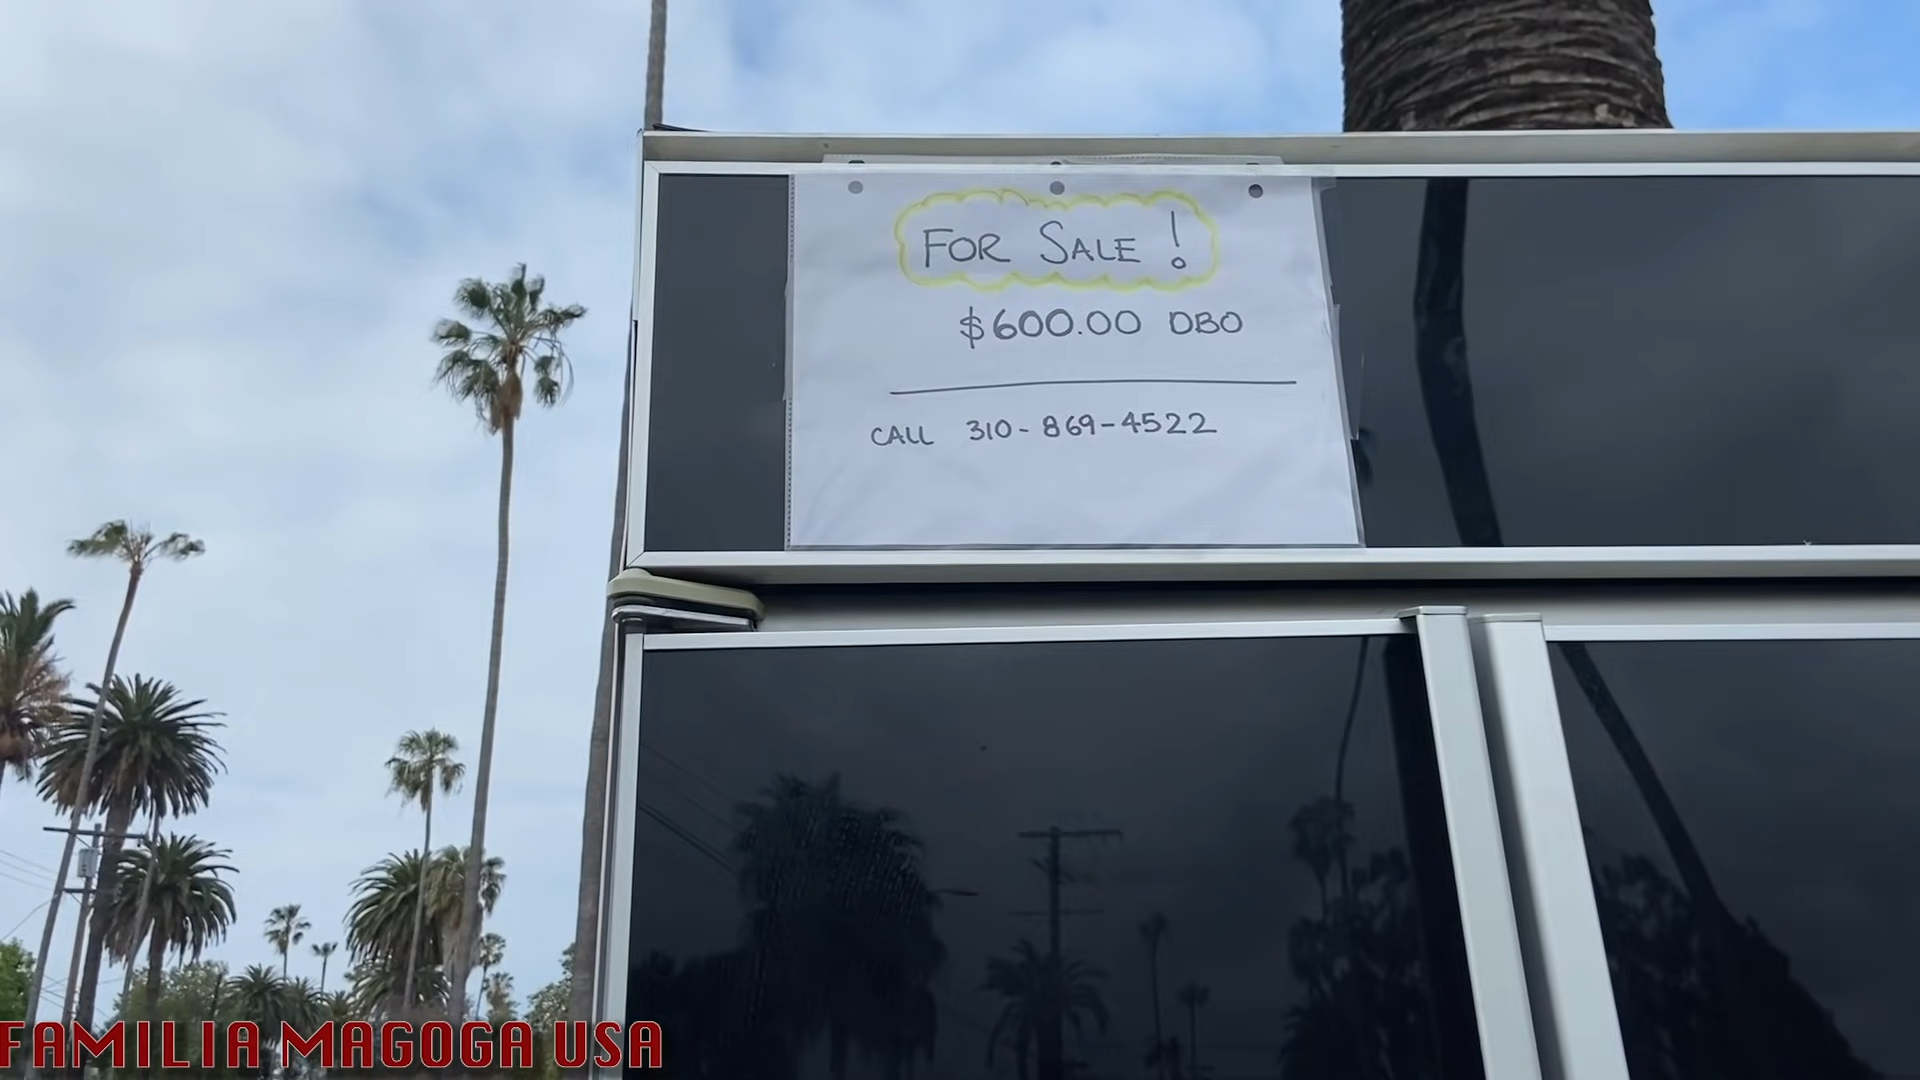 FOR SALE!
$600.00 OBO
CALL 310-869-4522
FAMILIA MAGOGA USA